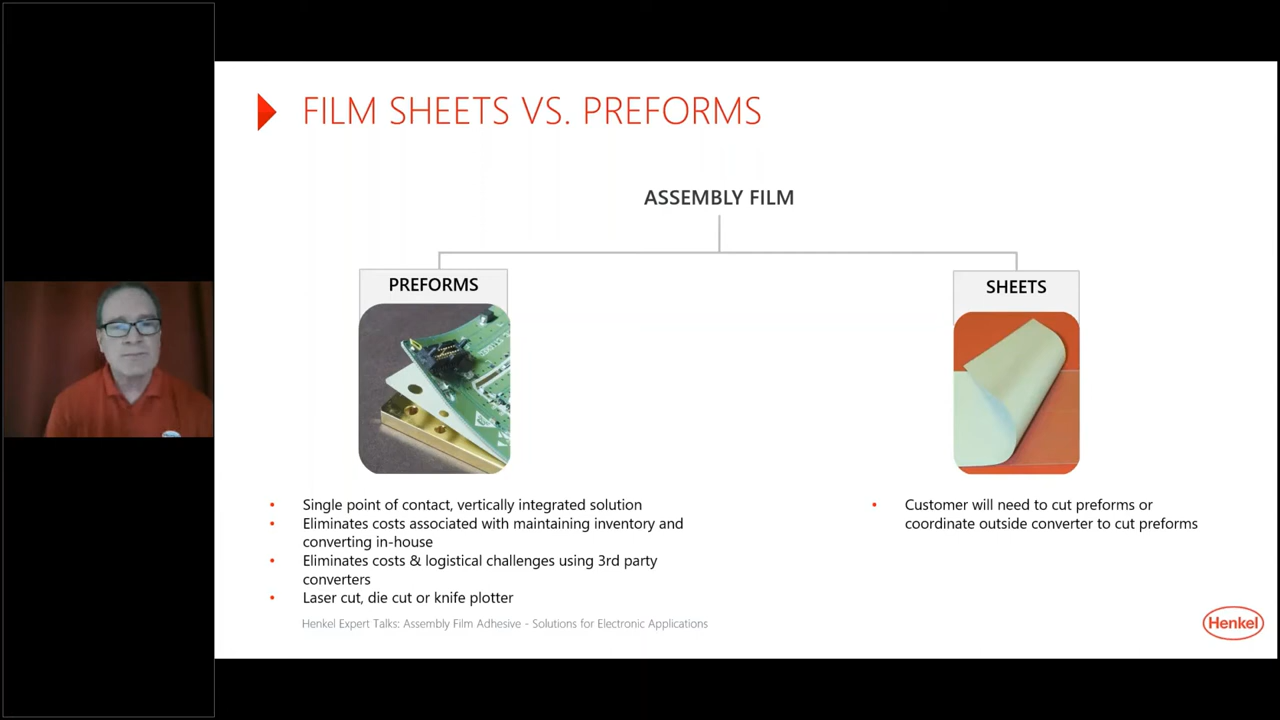 FILM SHEETS VS. PREFORMS
ASSEMBLY FILM
PREFORMS
SHEETS
• Single point of contact, vertically integrated solution
• Eliminates costs associated with maintaining inventory and
converting in-house
• Eliminates costs & logistical challenges using 3rd party
converters
• Laser cut, die cut or knife plotter
• Customer will need to cut preforms or
coordinate outside converter to cut preforms
Henkel Expert Talks: Assembly Film Adhesive - Solutions for Electronic Applications
Henkel